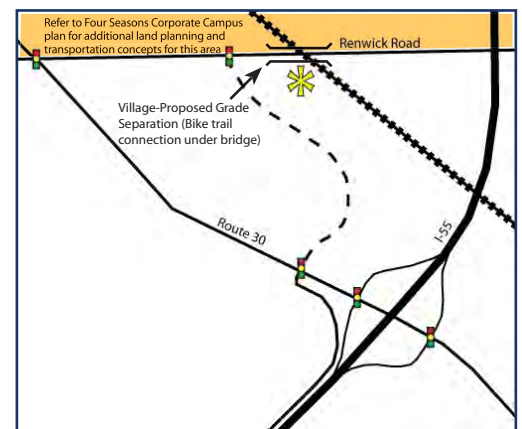 Refer to Four Seasons Corporate Campus
plan for additional land planning and
transportation concepts for this area
Renwick Road
Village-Proposed Grade
Separation (Bike trail
connection under bridge)
Route 30
I-55